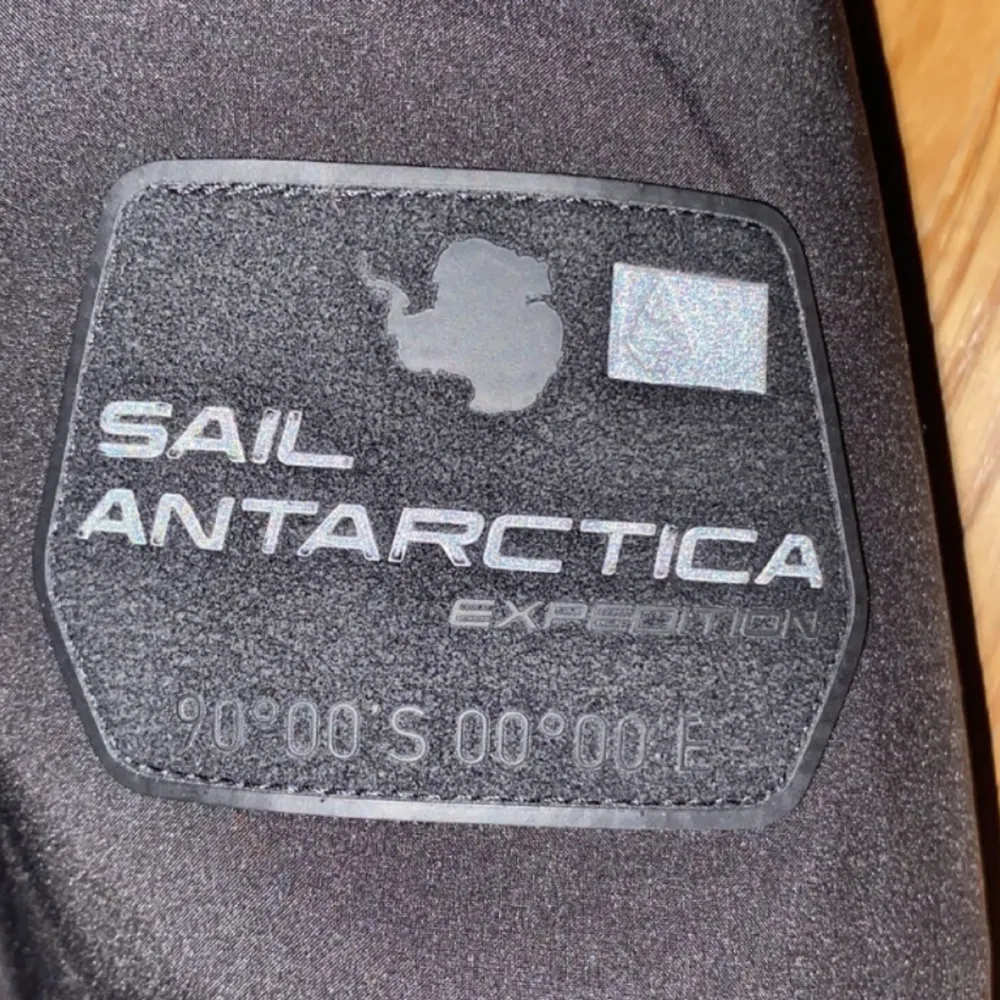 SAIL
ANTARCTICA
EXPEDITION
90°00'S 00°00'E